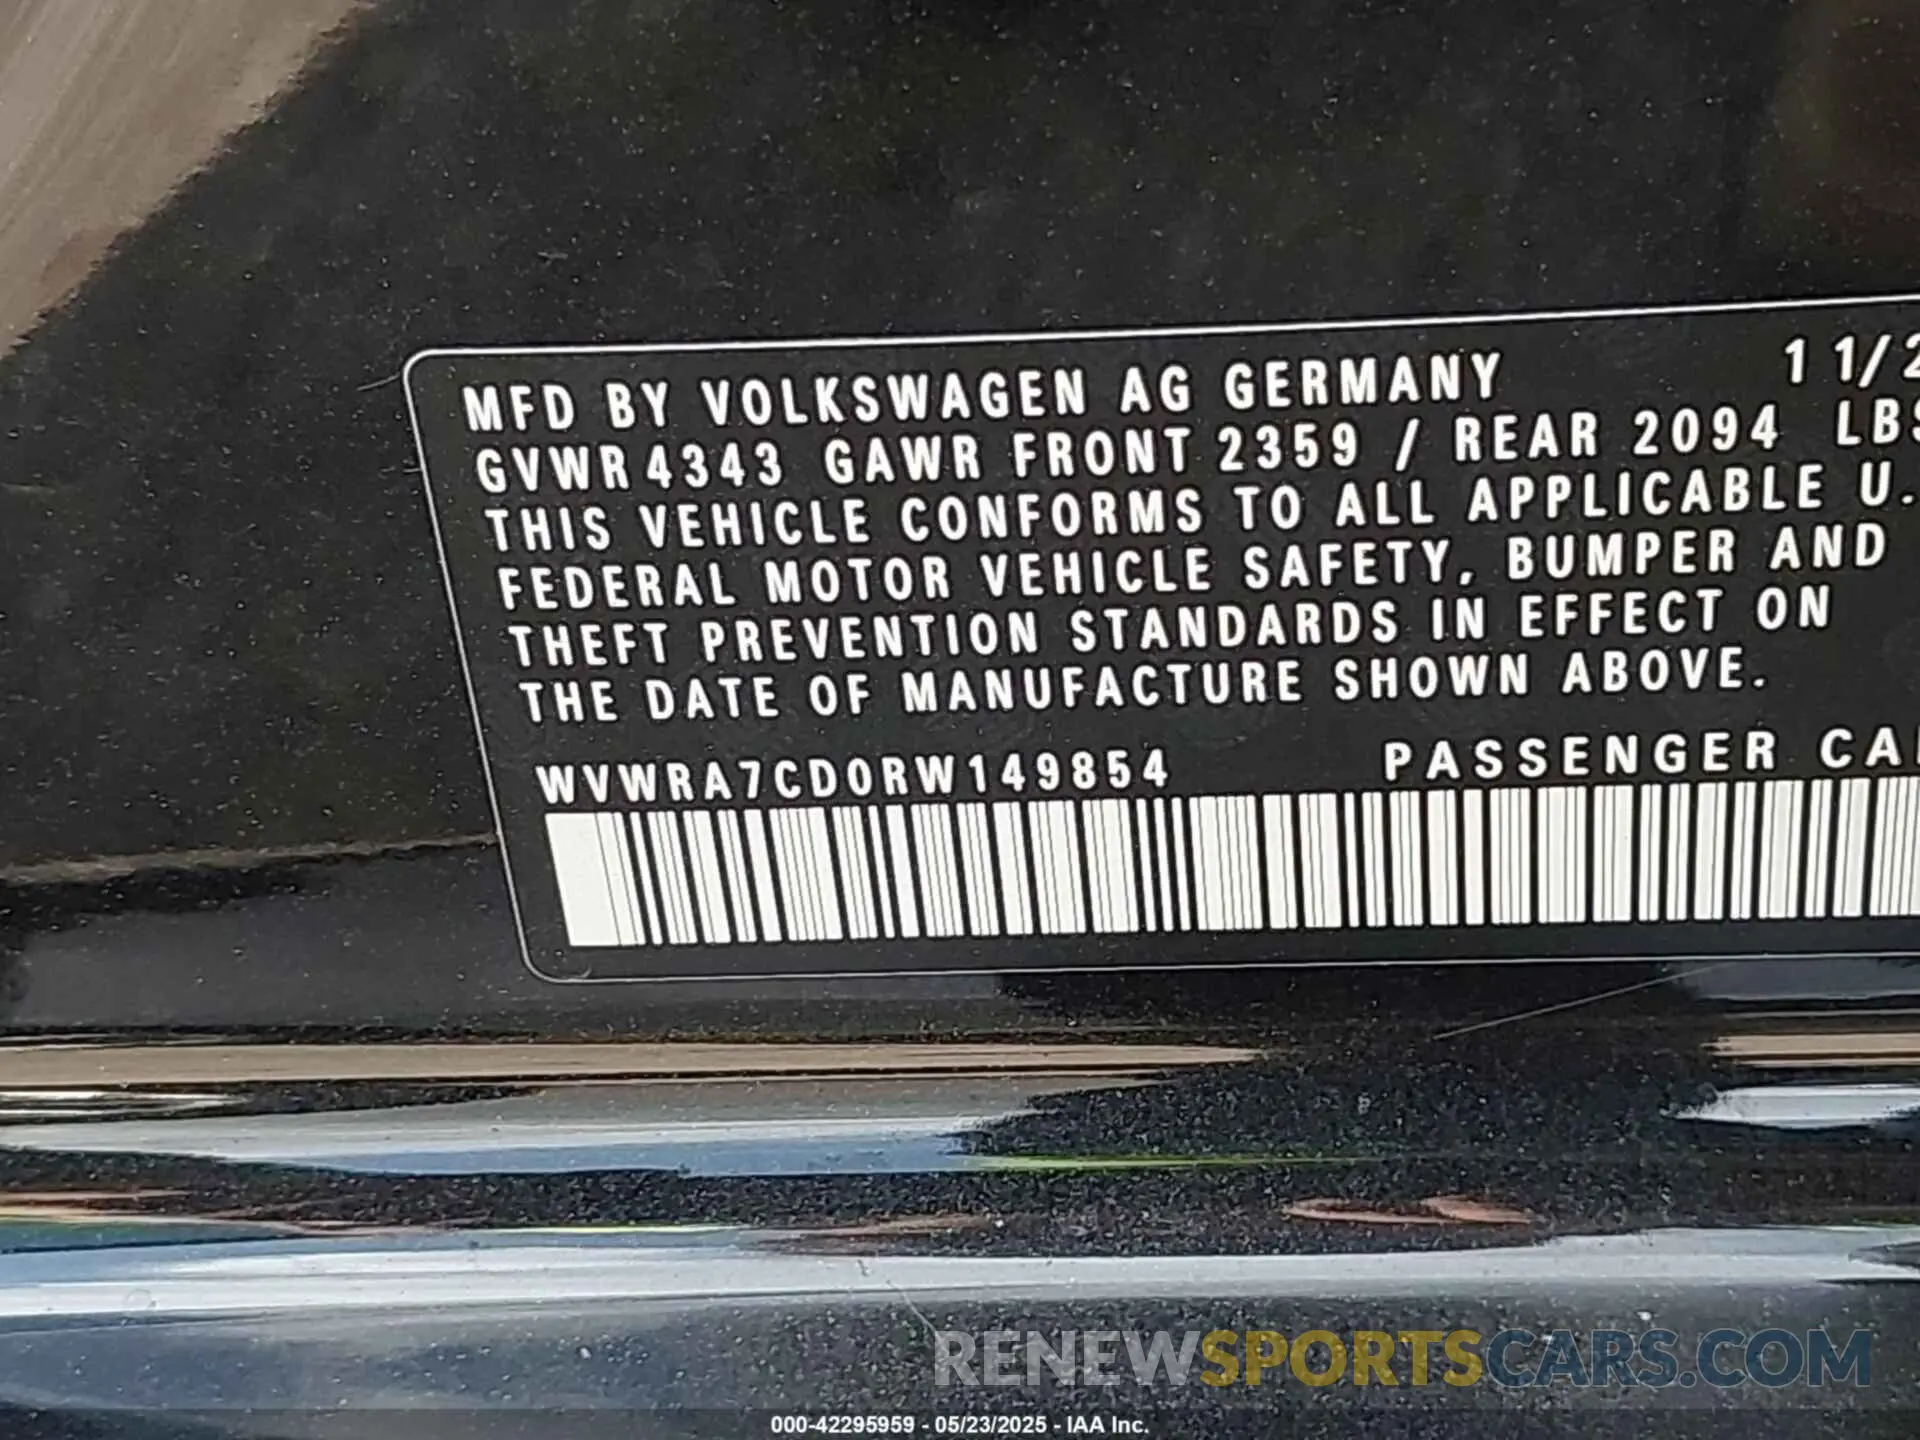 MFD BY VOLKSWAGEN AG GERMANY 11/2
GVWR 4343 GAWR FRONT 2359 / REAR 2094 LBS
THIS VEHICLE CONFORMS TO ALL APPLICABLE U.
FEDERAL MOTOR VEHICLE SAFETY, BUMPER AND
THEFT PREVENTION STANDARDS IN EFFECT ON
THE DATE OF MANUFACTURE SHOWN ABOVE.
WVWRA7CD0RW149854 PASSENGER CAR
RENEWSPORTSCARS.COM
000-42295959 - 05/23/2025 - IAA Inc.